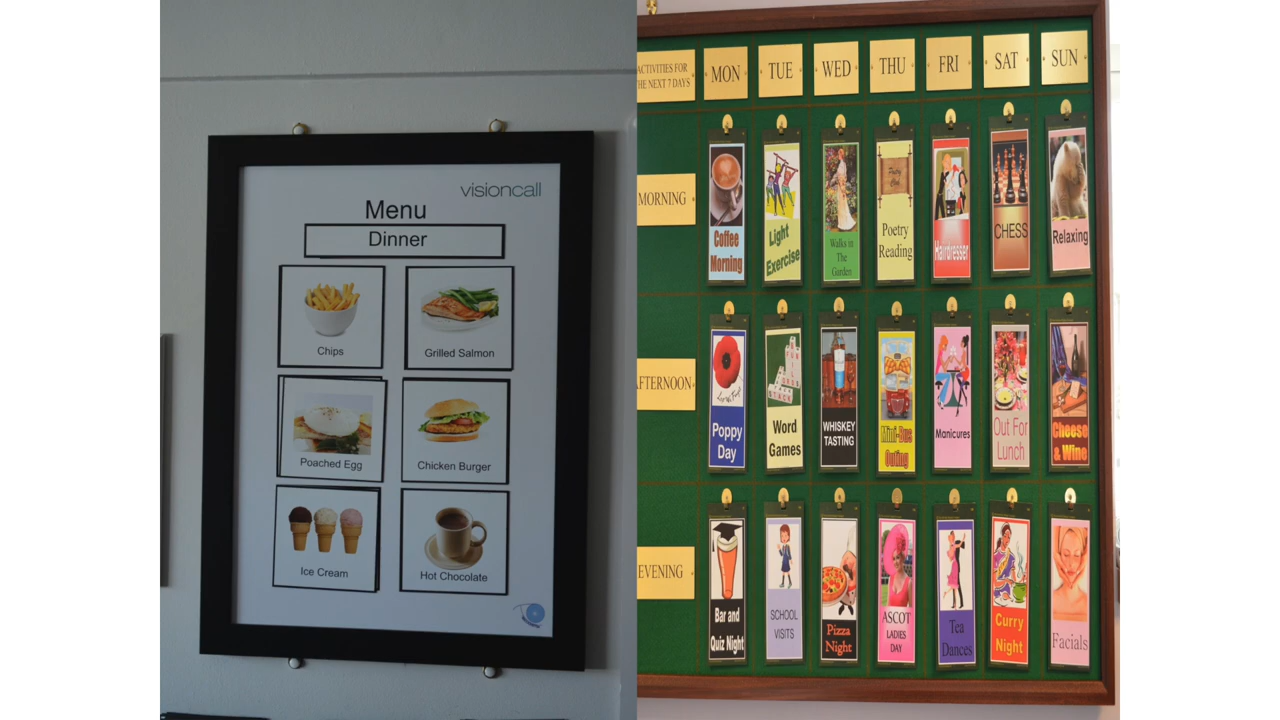 visioncall
Menu
Dinner
Chips
Grilled Salmon
Poached Egg
Chicken Burger
Ice Cream
Hot Chocolate
ACTIVITIES FOR
THE NEXT 7 DAYS
MON
TUE
WED
THU
FRI
SAT
SUN
MORNING
Coffee
Morning
Light
Exercise
Walks in
The
Garden
Poetry
Reading
Hairdresser
CHESS
Relaxing
AFTERNOON
Poppy
Day
Word
Games
WHISKEY
TASTING
Mini-Bus
Outing
Manicures
Out For
Lunch
Cheese
& Wine
EVENING
Bar and
Quiz Night
SCHOOL
VISITS
Pizza
Night
ASCOT
LADIES
DAY
Tea
Dances
Curry
Night
Facials